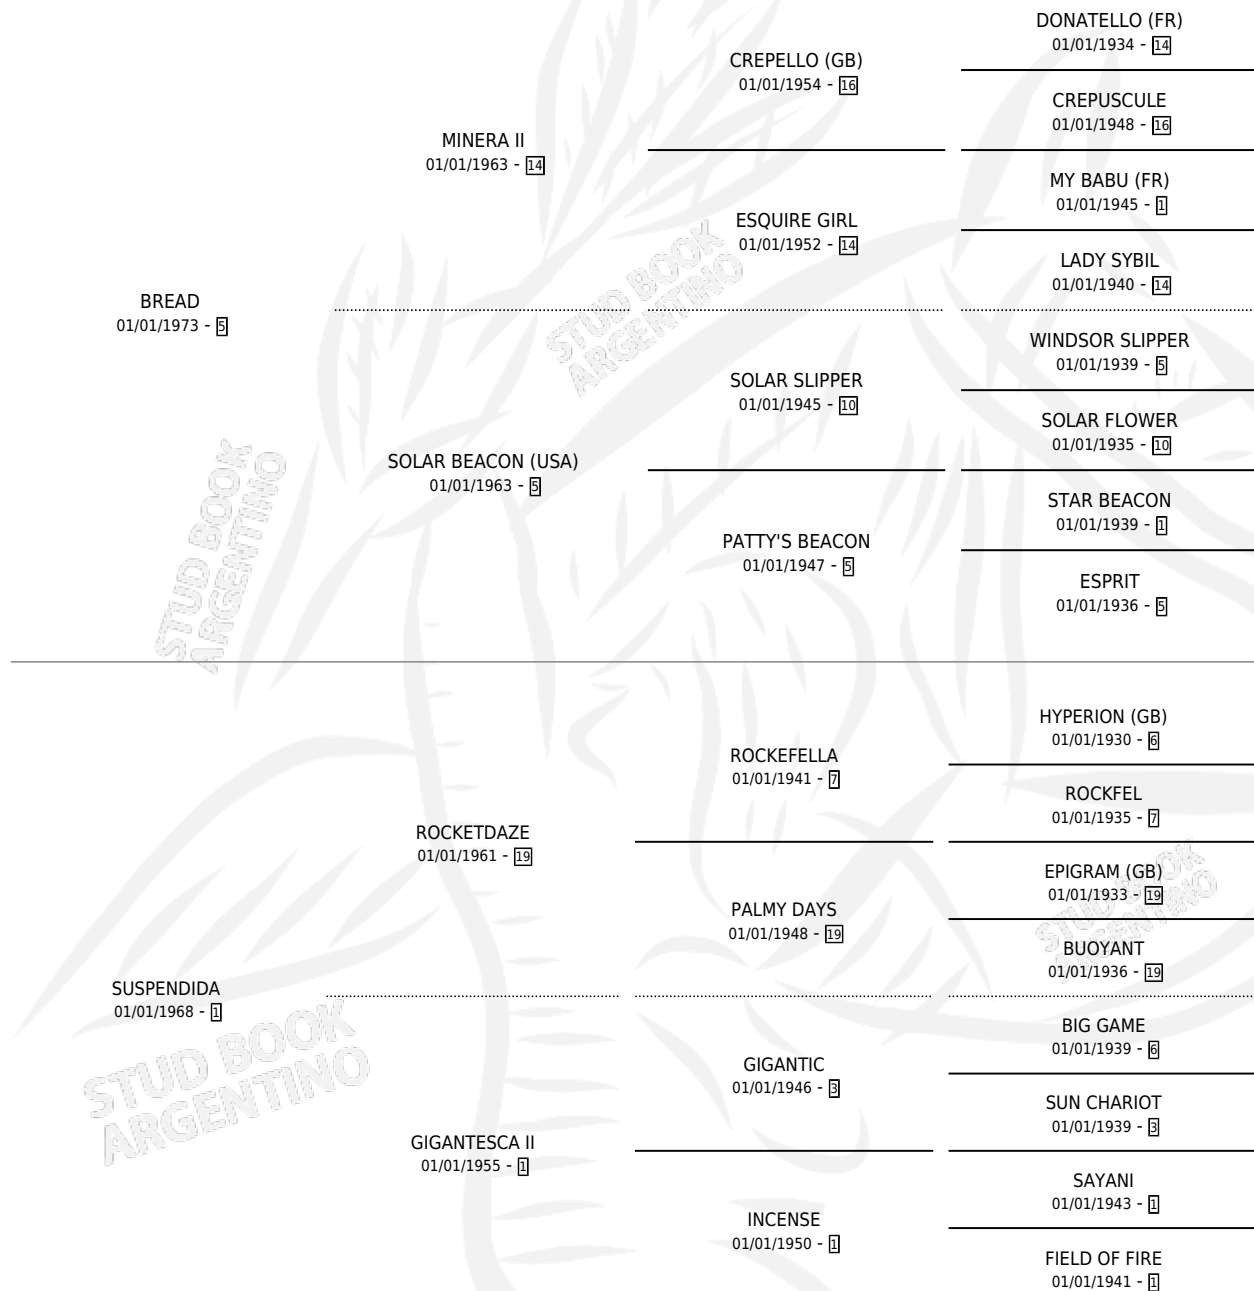 BREAD
01/01/1973 - 5
MINERA II
01/01/1963 - 14
SOLAR BEACON (USA)
01/01/1963 - 5
CREPELLO (GB)
01/01/1954 - 16
ESQUIRE GIRL
01/01/1952 - 14
SOLAR SLIPPER
01/01/1945 - 10
PATTY'S BEACON
01/01/1947 - 5
DONATELLO (FR)
01/01/1934 - 14
CREPUSCULE
01/01/1948 - 16
MY BABU (FR)
01/01/1945 - 1
LADY SYBIL
01/01/1940 - 14
WINDSOR SLIPPER
01/01/1939 - 5
SOLAR FLOWER
01/01/1935 - 10
STAR BEACON
01/01/1939 - 1
ESPRIT
01/01/1936 - 5
STUD BOOK
ARGENTINO
STUD BOOK
ARGENTINO
SUSPENDIDA
01/01/1968 - 1
ROCKETDAZE
01/01/1961 - 19
GIGANTESCA II
01/01/1955 - 1
ROCKEFELLA
01/01/1941 - 7
PALMY DAYS
01/01/1948 - 19
GIGANTIC
01/01/1946 - 3
INCENSE
01/01/1950 - 1
HYPERION (GB)
01/01/1930 - 6
ROCKFEL
01/01/1935 - 7
EPIGRAM (GB)
01/01/1933 - 19
BUOYANT
01/01/1936 - 19
BIG GAME
01/01/1939 - 6
SUN CHARIOT
01/01/1939 - 3
SAYANI
01/01/1943 - 1
FIELD OF FIRE
01/01/1941 - 1
STUD BOOK
ARGENTINO
STUD BOOK
ARGENTINO